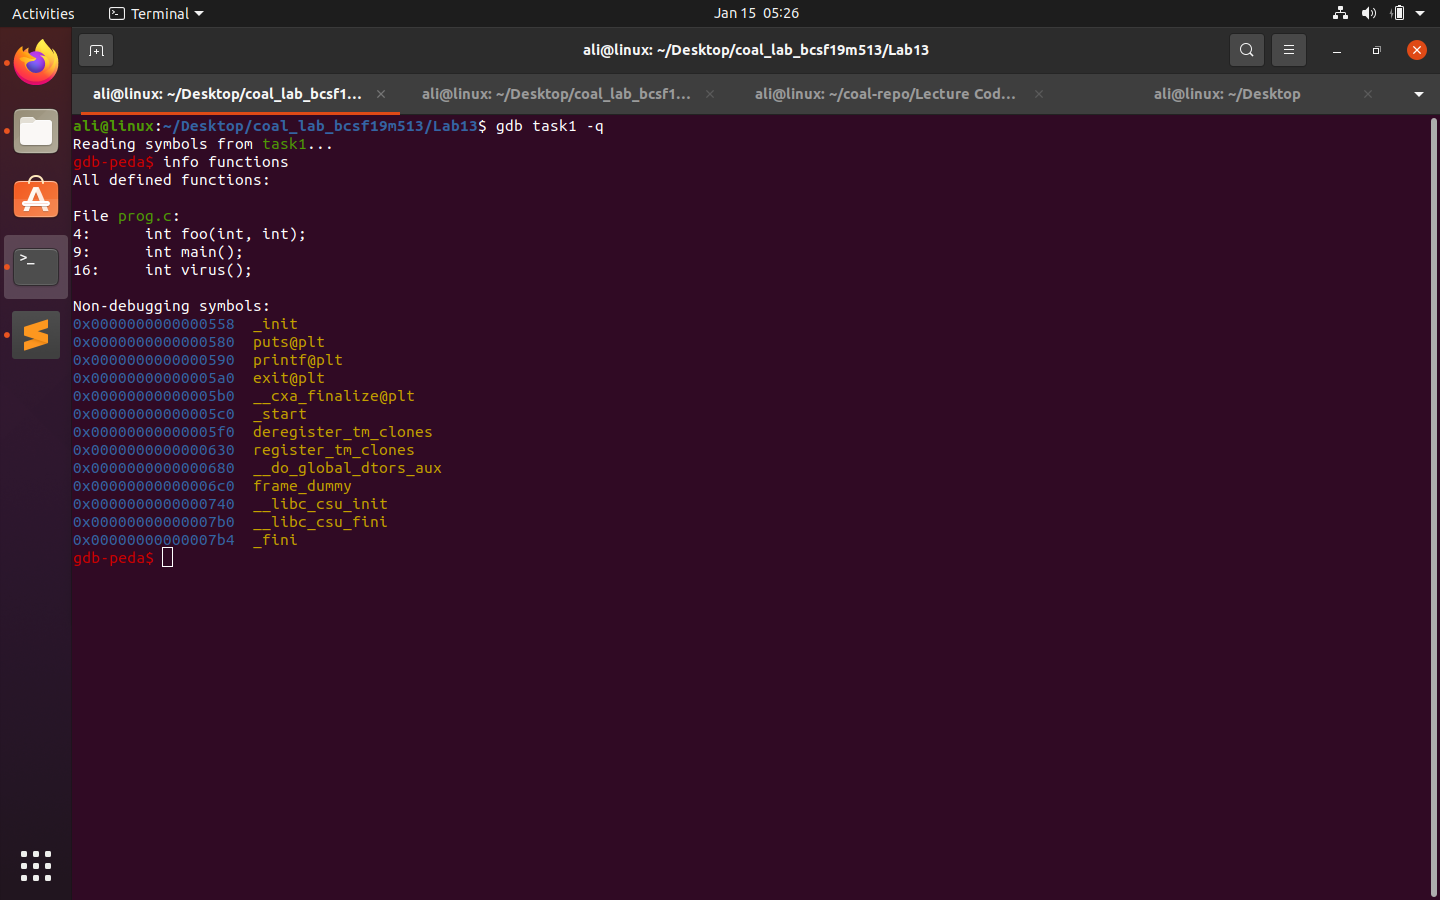 Activities Terminal Jan 15 05:26
ali@linux: ~/Desktop/coal_lab_bcsf19m513/Lab13
ali@linux: ~/Desktop/coal_lab_bcsf1... ali@linux: ~/Desktop/coal_lab_bcsf1... ali@linux: ~/coal-repo/Lecture Cod... ali@linux: ~/Desktop
ali@linux:~/Desktop/coal_lab_bcsf19m513/Lab13$ gdb task1 -q
Reading symbols from task1...
gdb-peda$ info functions
All defined functions:
File prog.c:
4:      int foo(int, int);
9:      int main();
16:     int virus();
Non-debugging symbols:
0x0000000000000558  _init
0x0000000000000580  puts@plt
0x0000000000000590  printf@plt
0x00000000000005a0  exit@plt
0x00000000000005b0  __cxa_finalize@plt
0x00000000000005c0  _start
0x00000000000005f0  deregister_tm_clones
0x0000000000000630  register_tm_clones
0x0000000000000680  __do_global_dtors_aux
0x00000000000006c0  frame_dummy
0x0000000000000740  __libc_csu_init
0x00000000000007b0  __libc_csu_fini
0x00000000000007b4  _fini
gdb-peda$